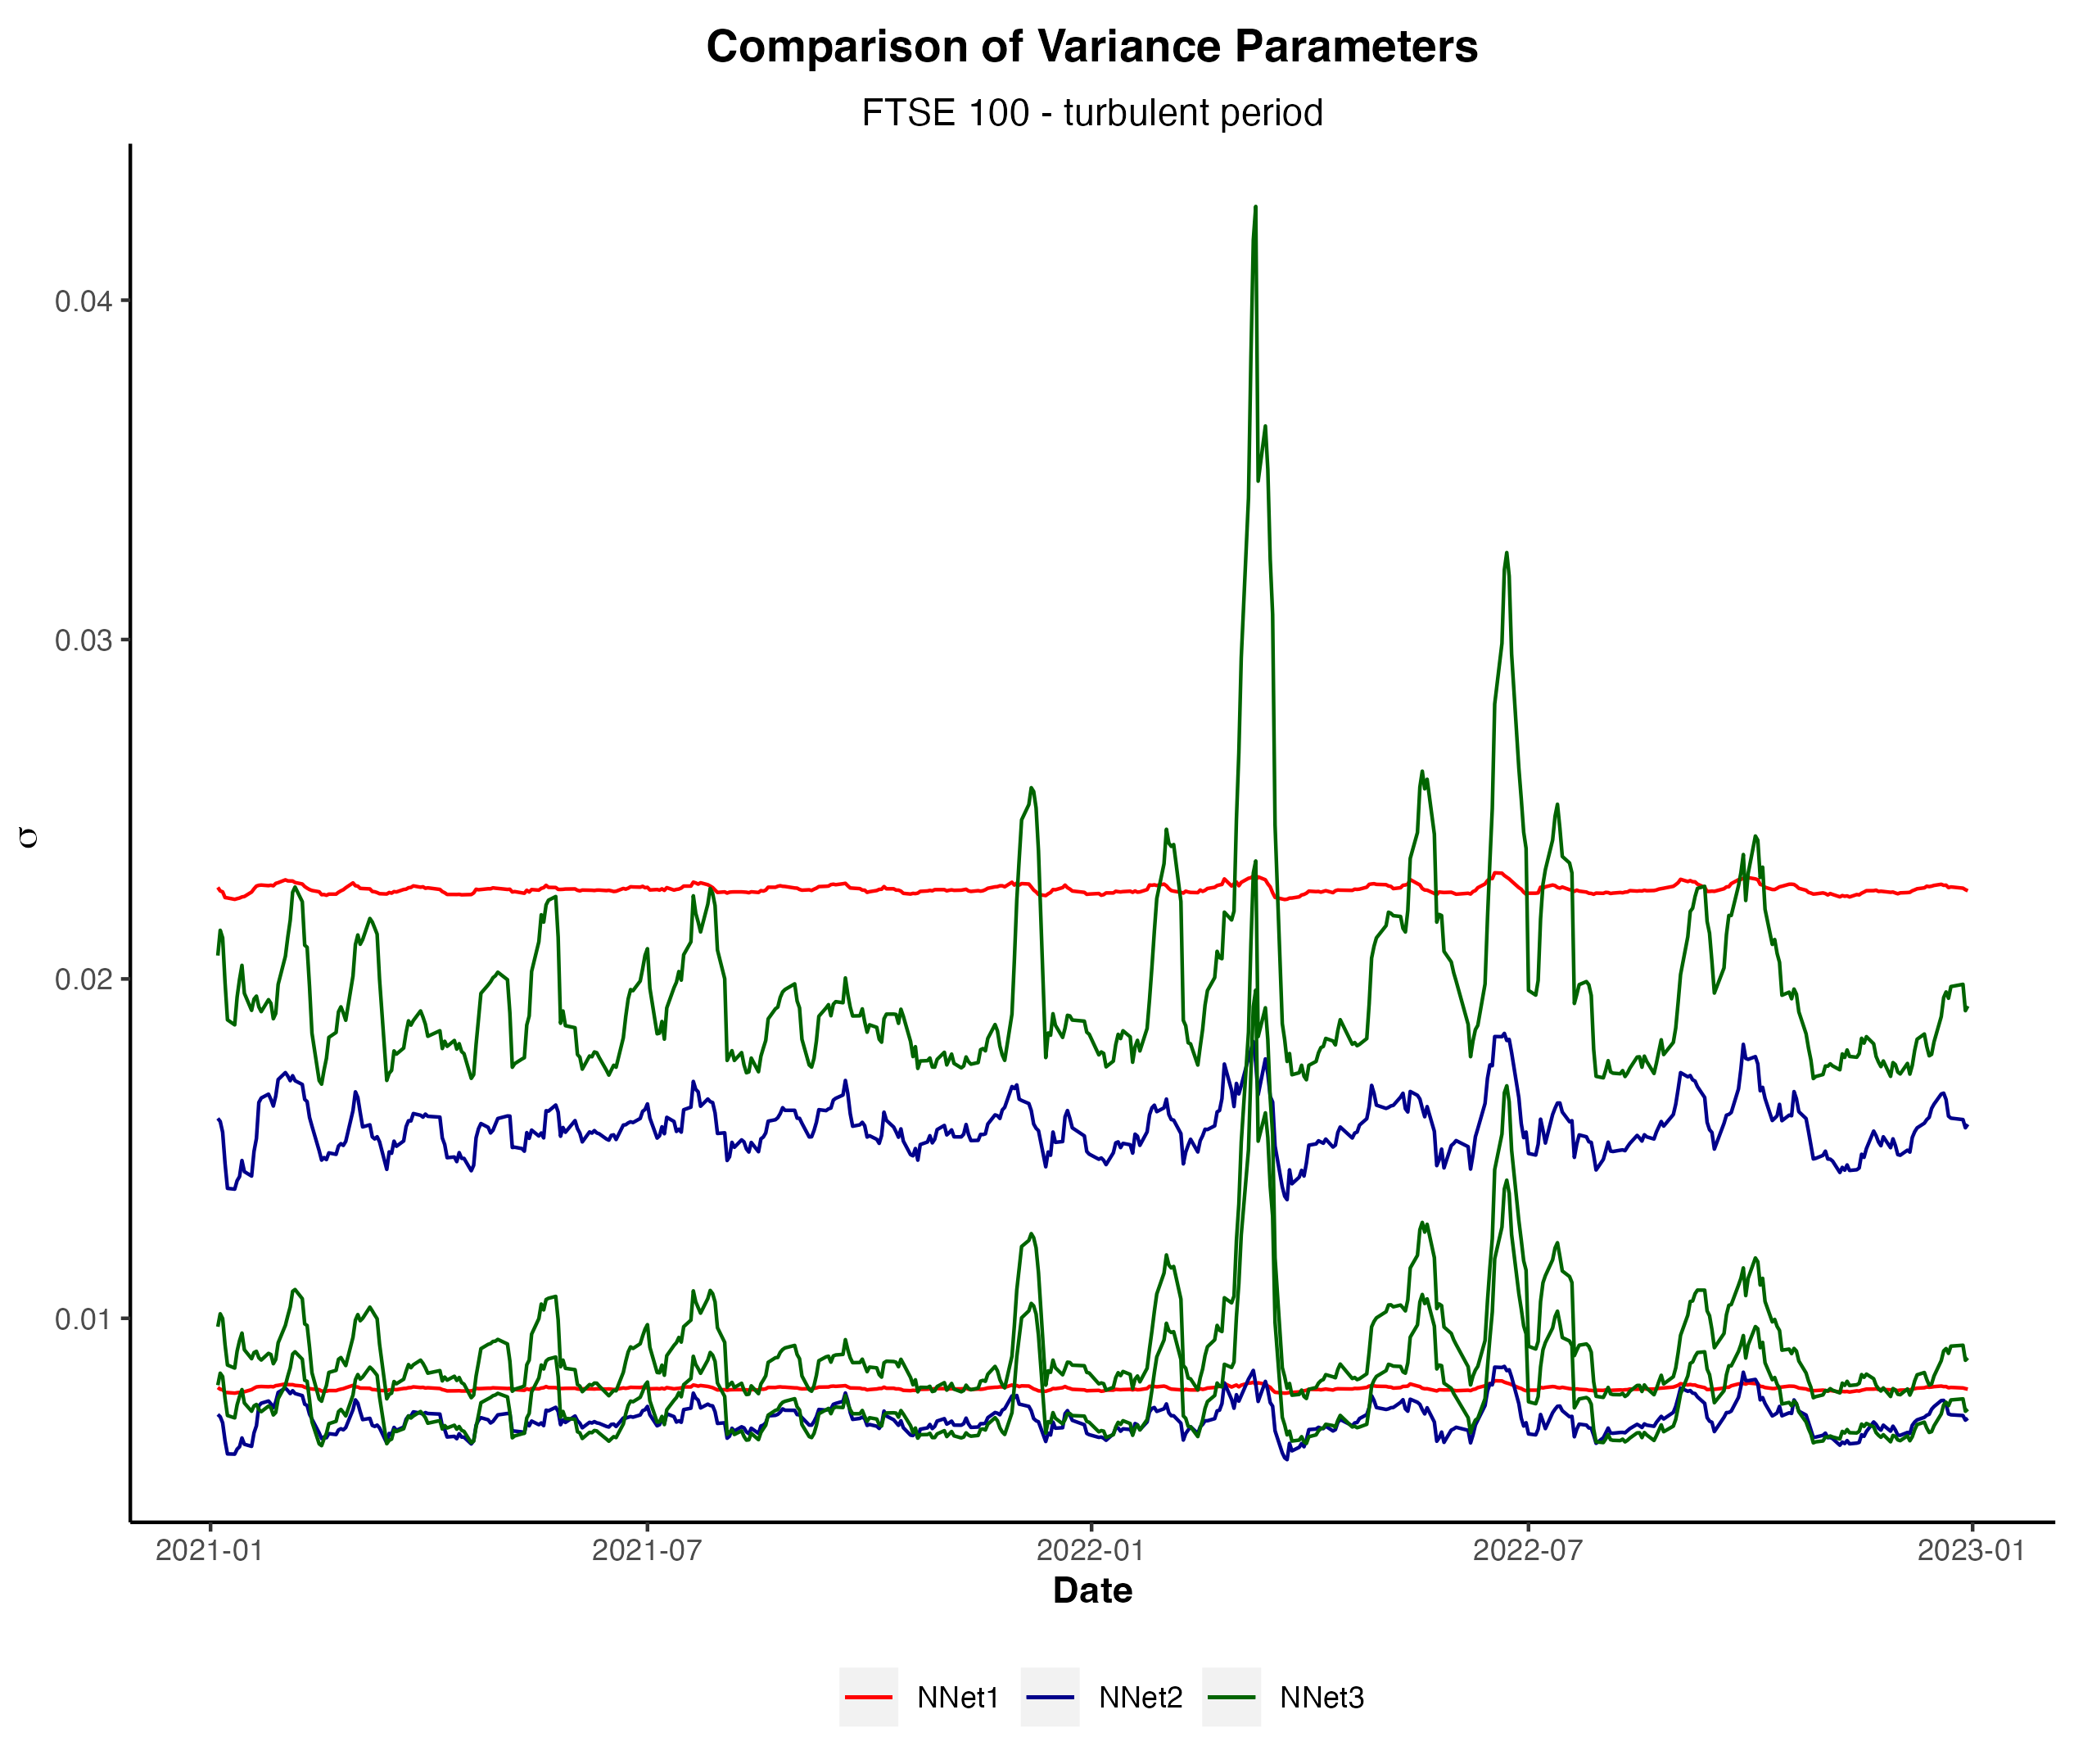 Comparison of Variance Parameters
FTSE 100 - turbulent period
σ
0.04
0.03
0.02
0.01
2021-01 2021-07 2022-01 2022-07 2023-01
Date
NNet1 NNet2 NNet3